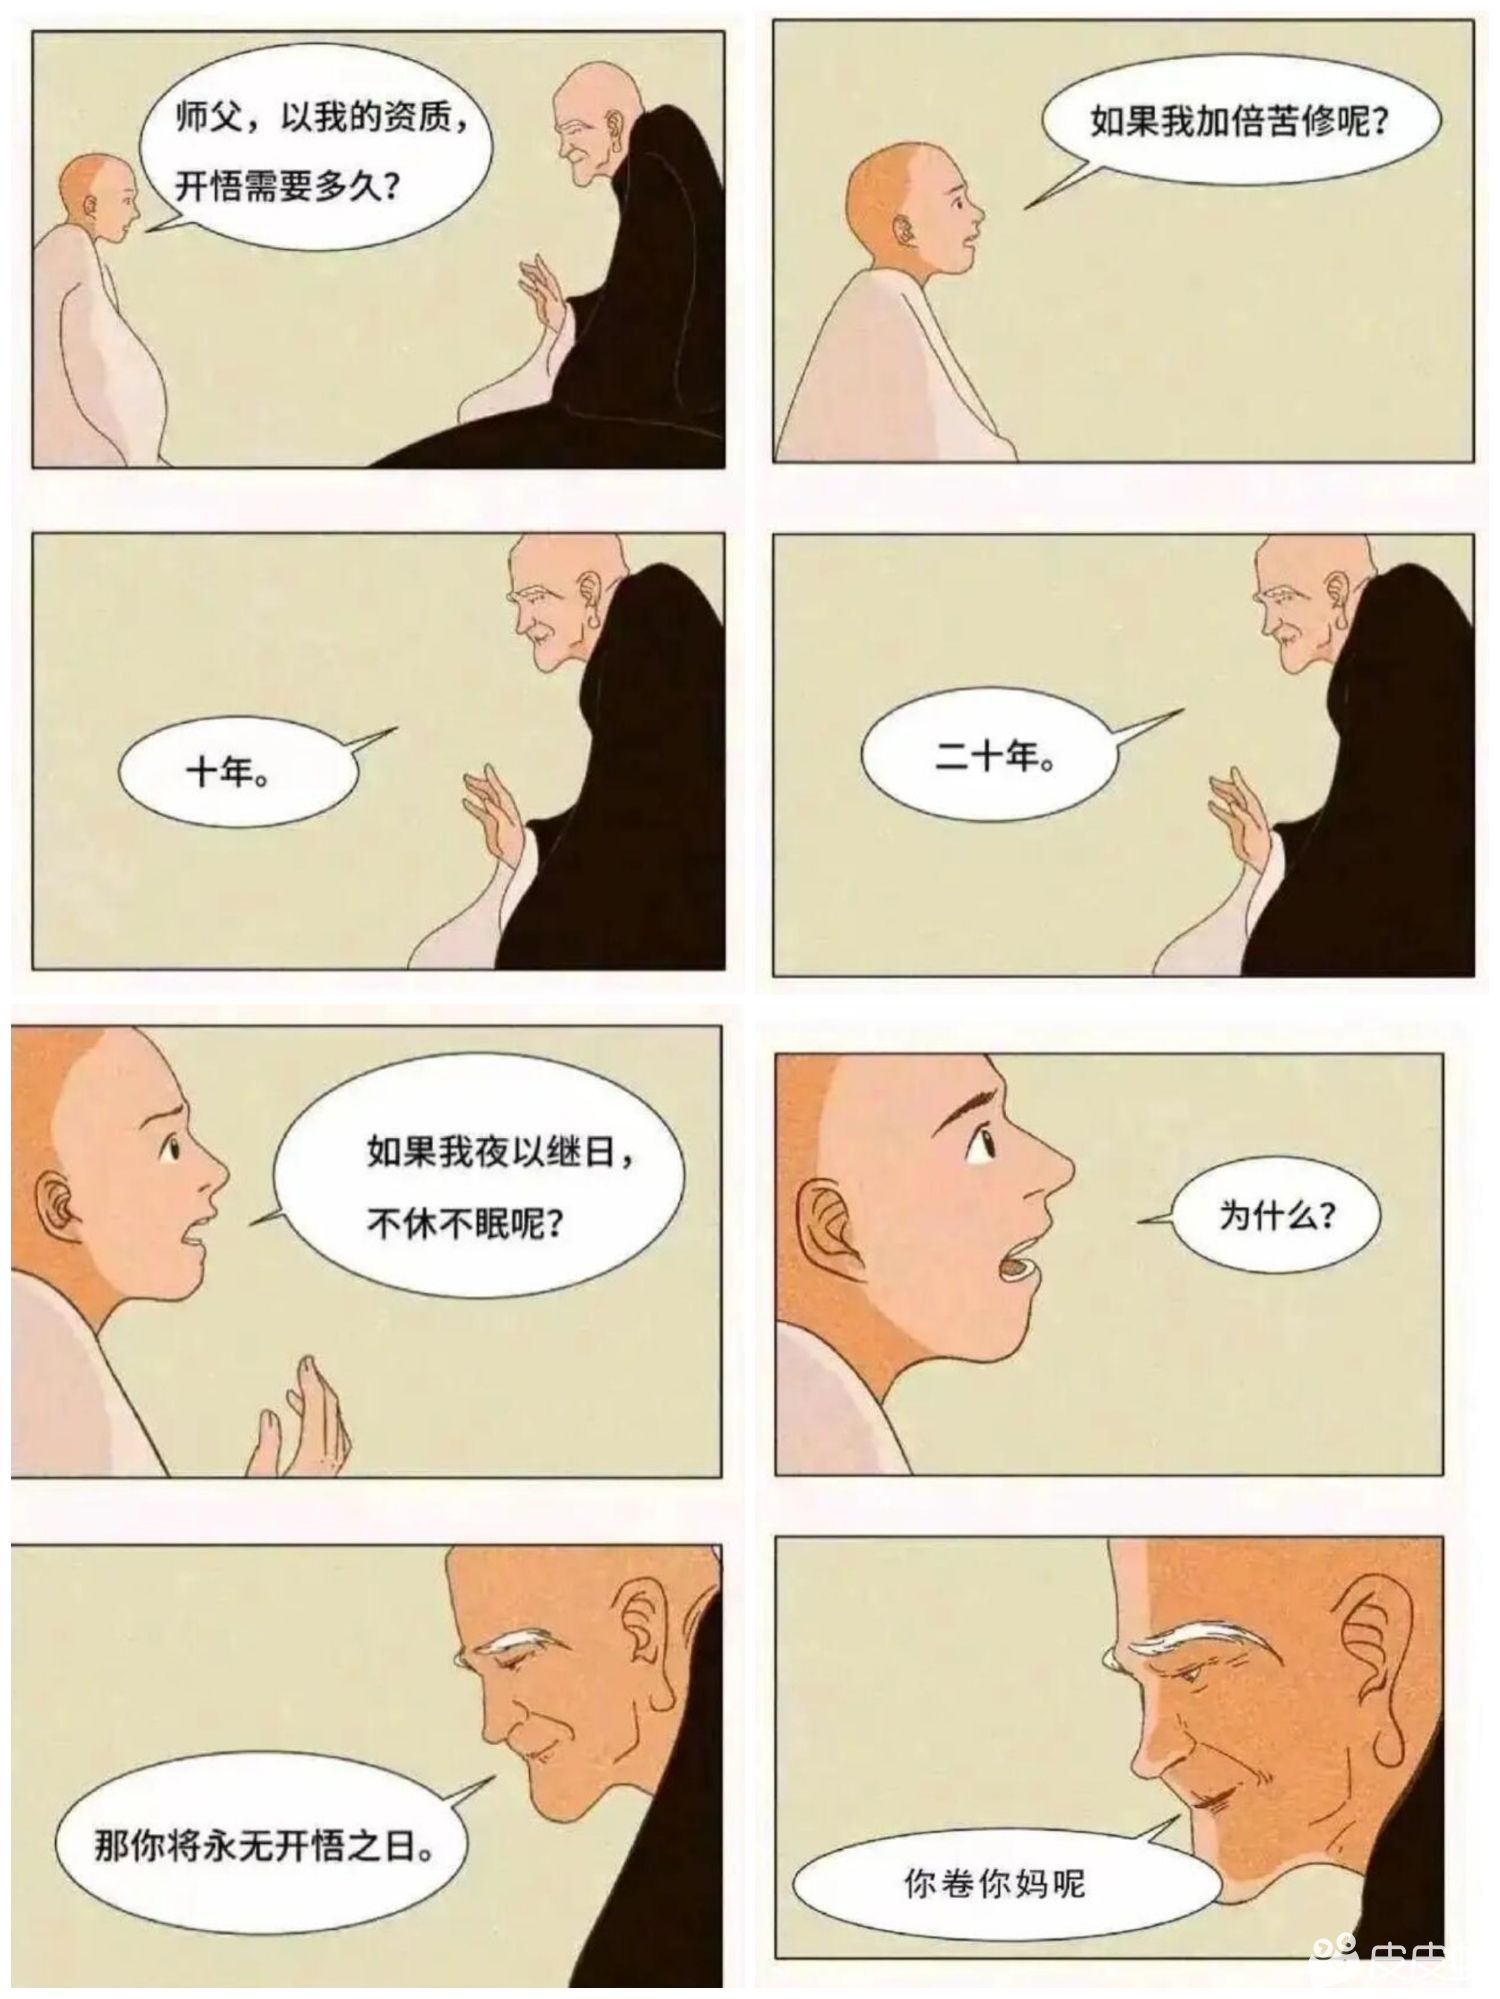 师父，以我的资质，
开悟需要多久？
十年。
如果我加倍苦修呢？
二十年。
如果我夜以继日，
不休不眠呢？
那你将永无开悟之日。
为什么？
你卷你妈呢
皮皮